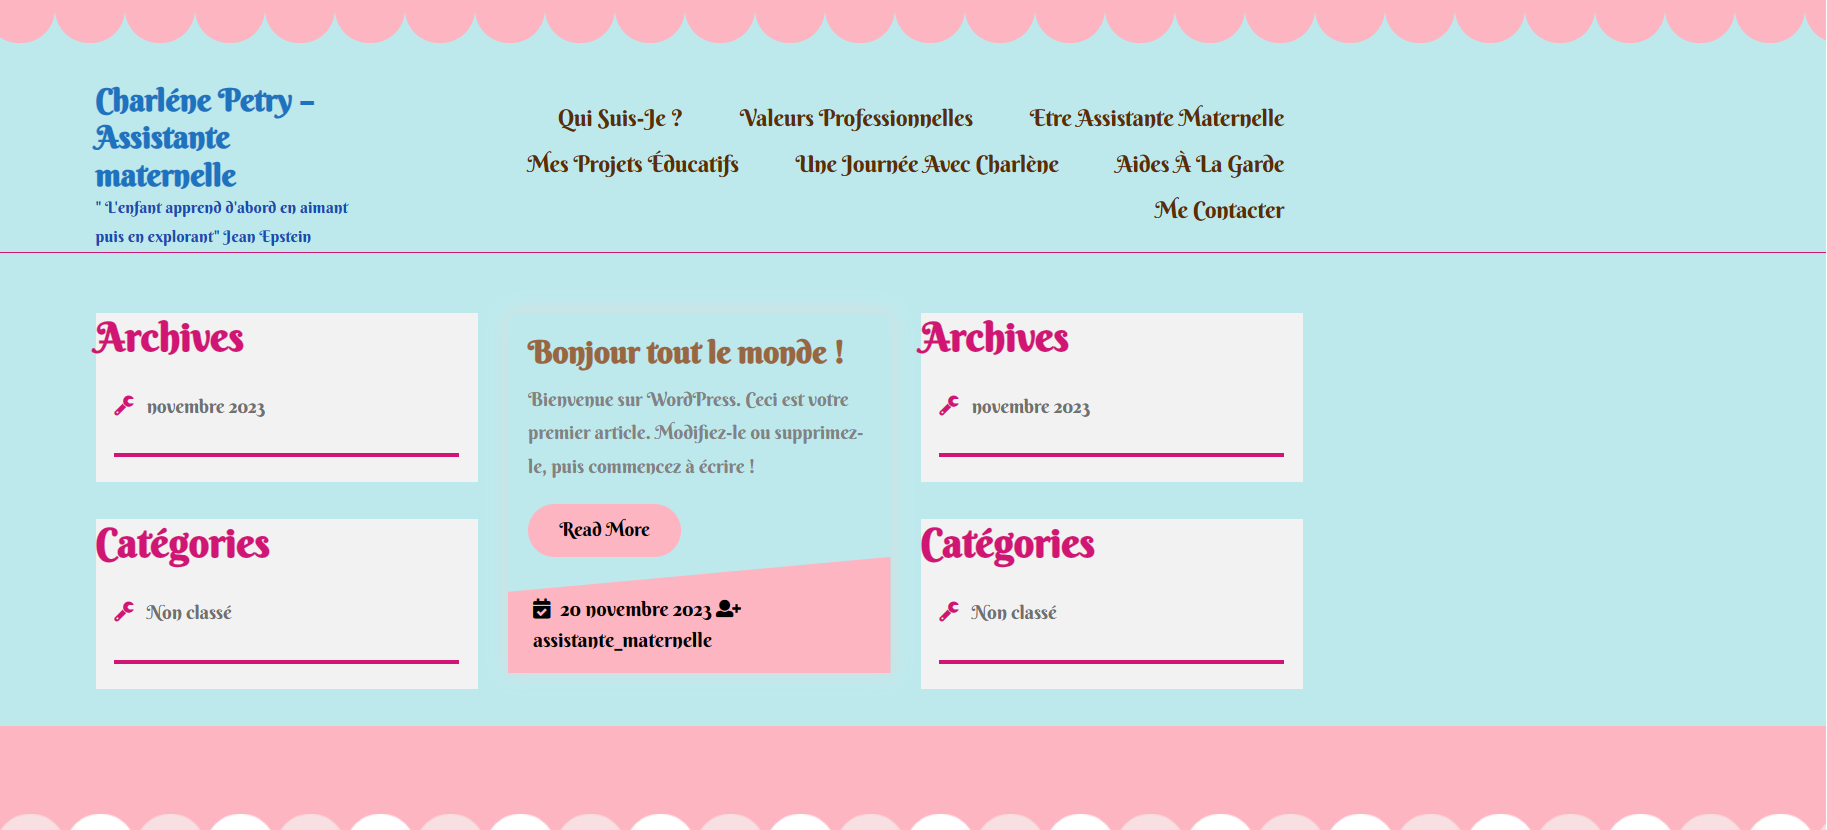 Charléne Petry –
Assistante
maternelle
" L'enfant apprend d'abord en aimant
puis en explorant" Jean Epstein
Qui Suis-Je ? Valeurs Professionnelles Etre Assistante Maternelle
Mes Projets Éducatifs Une Journée Avec Charlène Aides À La Garde
Me Contacter
Archives
novembre 2023
Catégories
Non classé
Bonjour tout le monde !
Bienvenue sur WordPress. Ceci est votre
premier article. Modifiez-le ou supprimez-
le, puis commencez à écrire !
Read More
20 novembre 2023
assistante_maternelle
Archives
novembre 2023
Catégories
Non classé